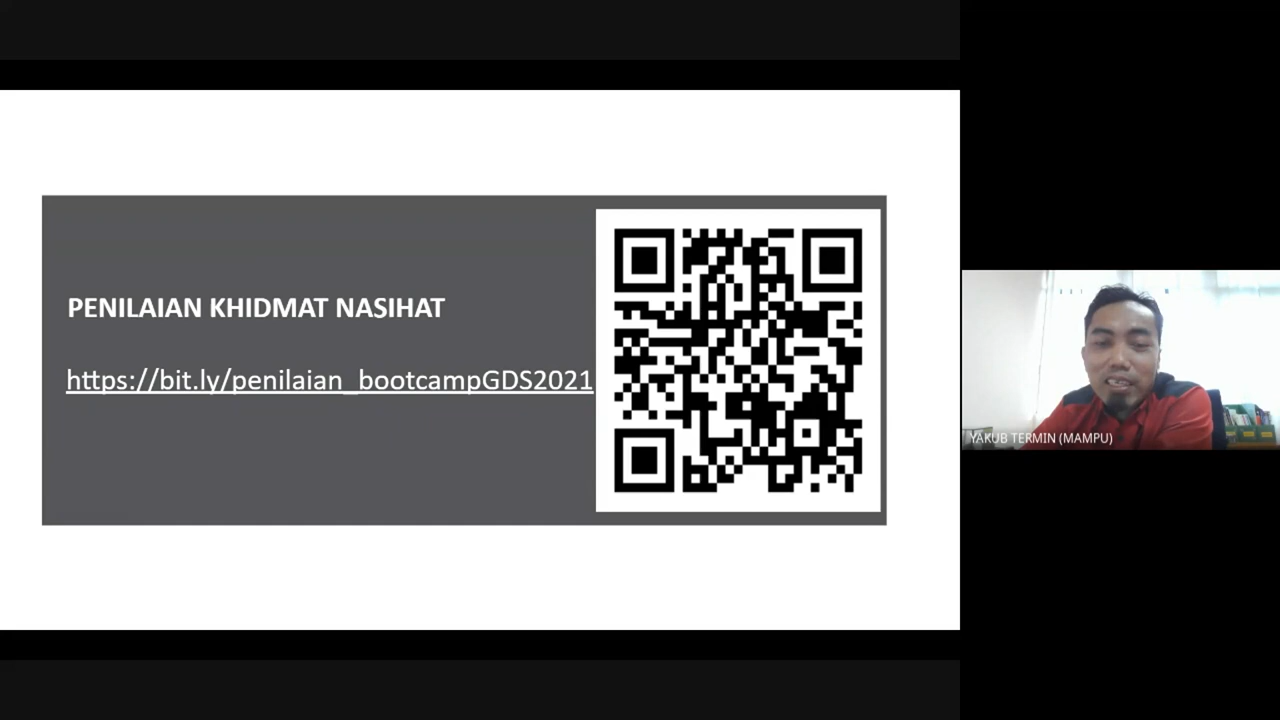 PENILAIAN KHIDMAT NASIHAT
https://bit.ly/penilaian_bootcampGDS2021
YAKUB TERMIN (MAMPU)